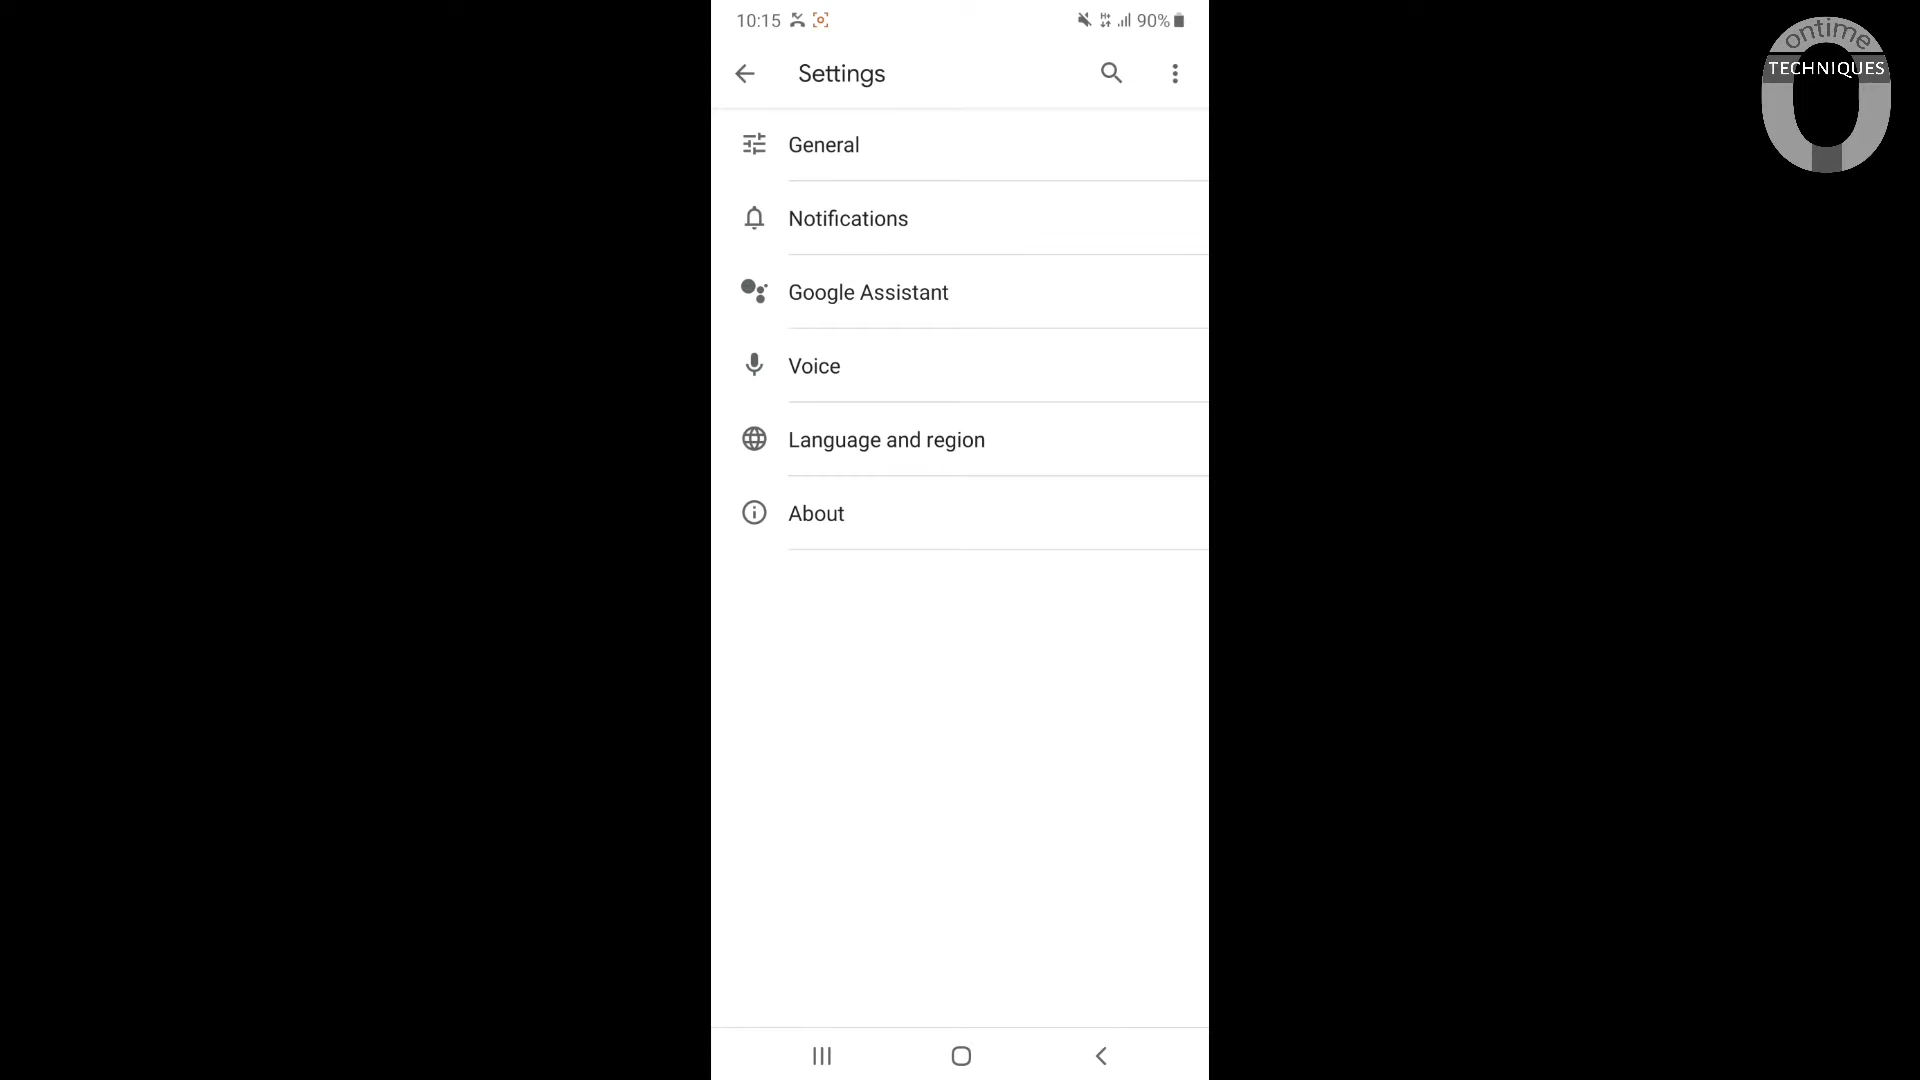 10:15
90%
ontime
TECHNIQUES
Settings
General
Notifications
Google Assistant
Voice
Language and region
About